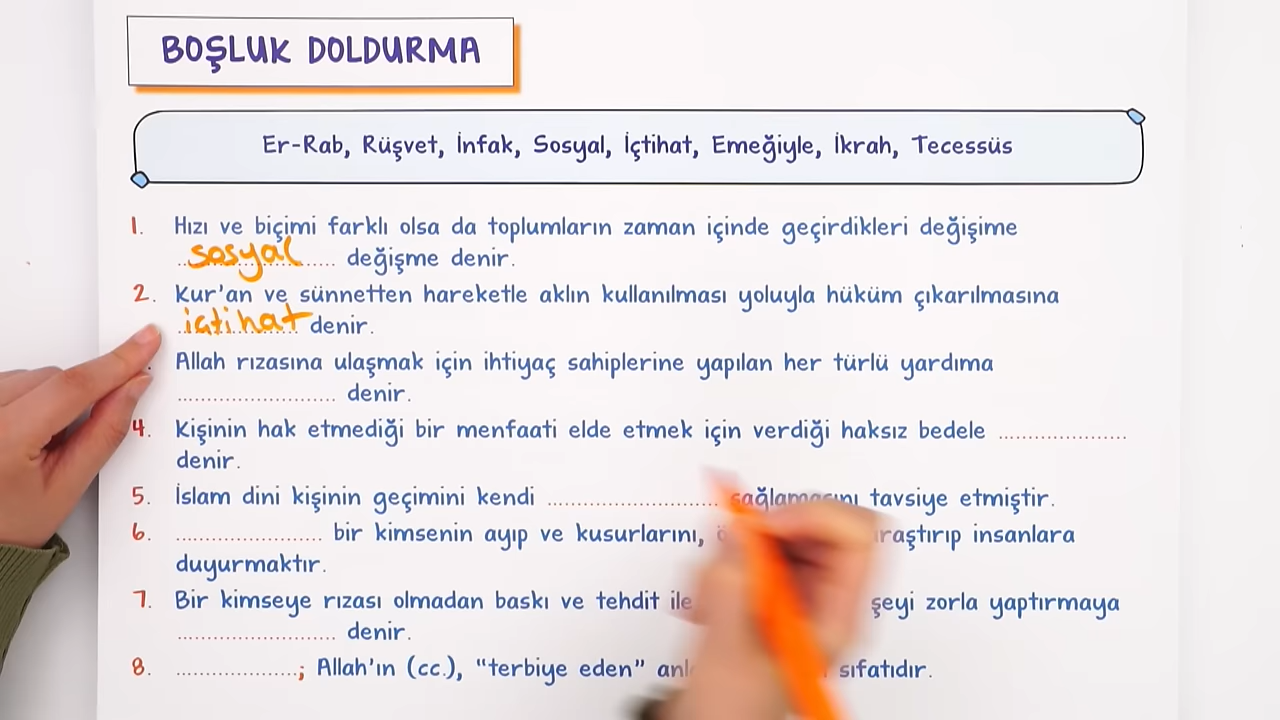 BOŞLUK DOLDURMA
Er-Rab, Rüşvet, İnfak, Sosyal, İçtihat, Emeğiyle, İkrah, Tecessüs
1. Hızı ve biçimi farklı olsa da toplumların zaman içinde geçirdikleri değişime
sosyal değişme denir.
2. Kur'an ve sünnetten hareketle aklın kullanılması yoluyla hüküm çıkarılmasına
içtihat denir.
Allah rızasına ulaşmak için ihtiyaç sahiplerine yapılan her türlü yardıma
..................... denir.
4. Kişinin hak etmediği bir menfaati elde etmek için verdiği haksız bedele .....................
denir.
5. İslam dini kişinin geçimini kendi ..................... sağlamasını tavsiye etmiştir.
6. ..................... bir kimsenin ayıp ve kusurlarını, insanlara
duyurmaktır.
7. Bir kimseye rızası olmadan baskı ve tehdit ile şeyi zorla yaptırmaya
..................... denir.
8. .....................; Allah'ın (cc.), "terbiye eden" sıfatıdır.